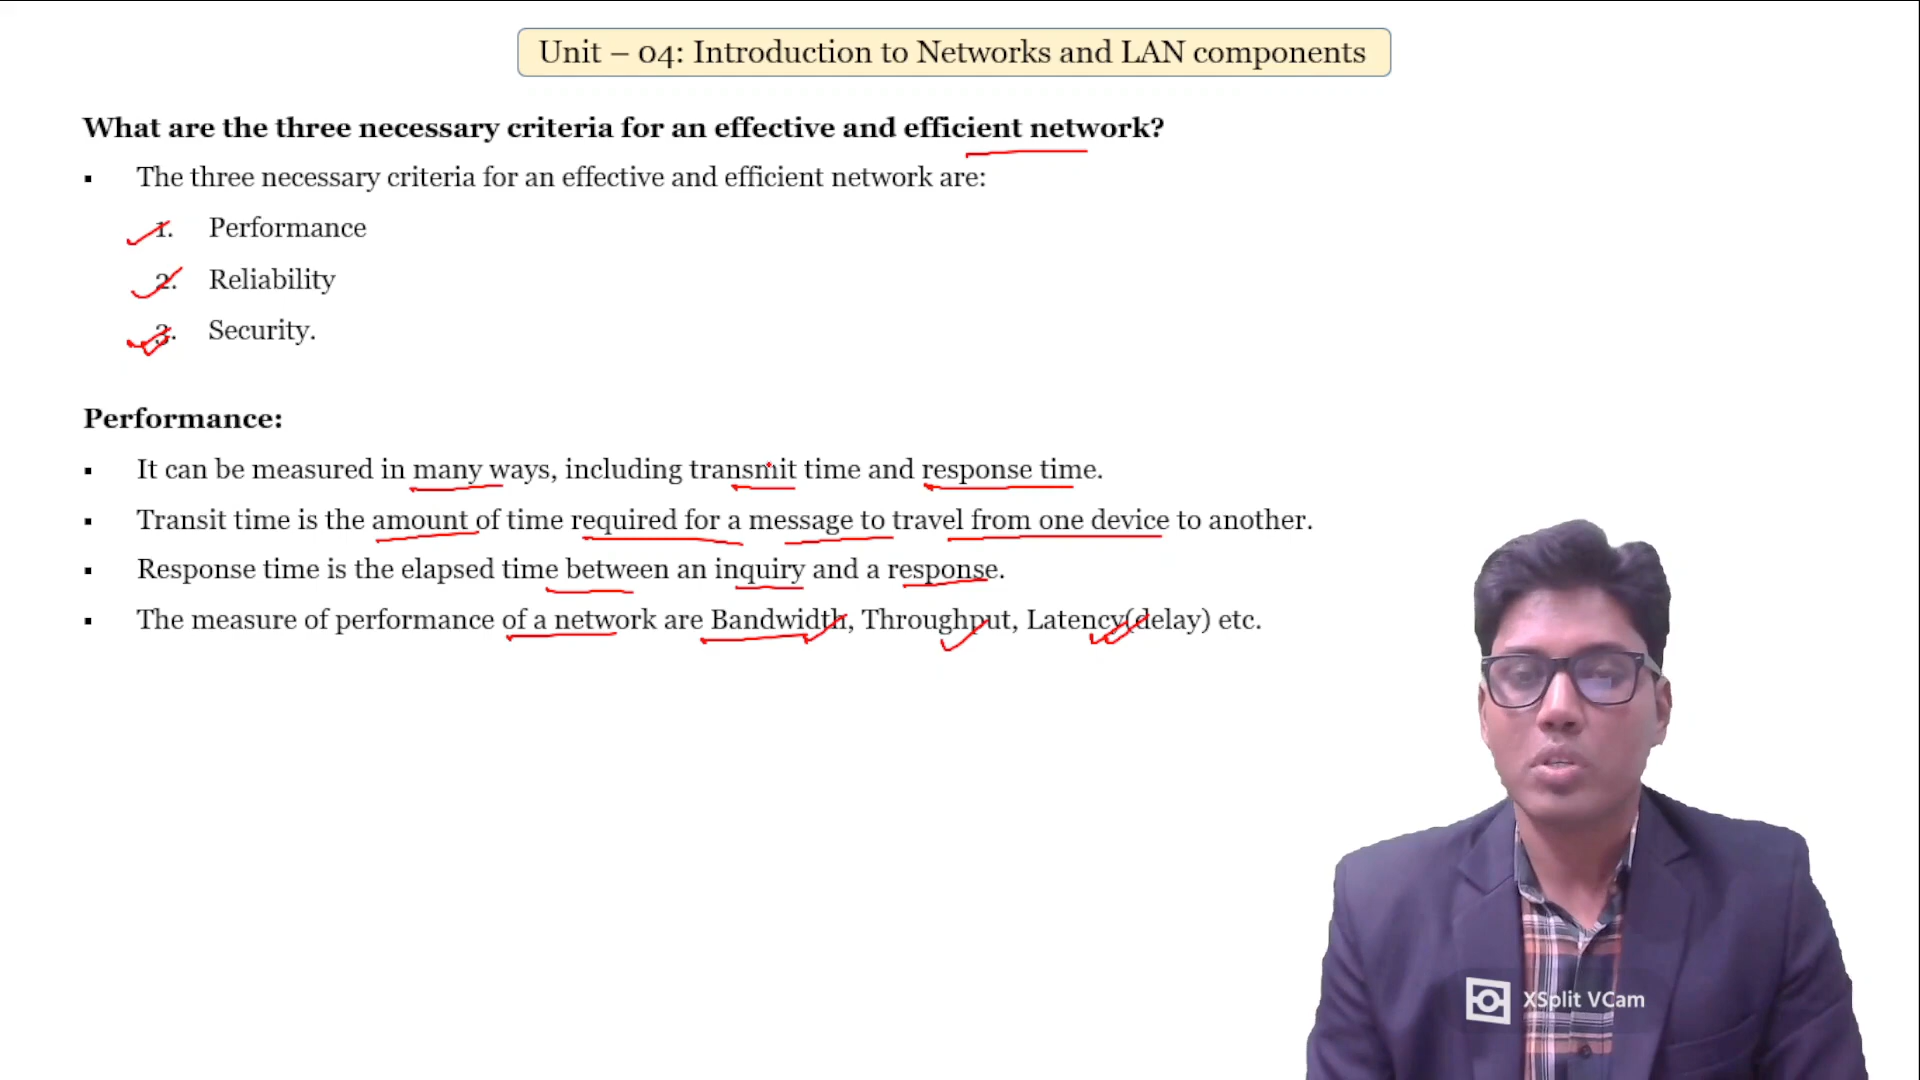 Unit – 04: Introduction to Networks and LAN components
What are the three necessary criteria for an effective and efficient network?
▪ The three necessary criteria for an effective and efficient network are:
1. Performance
2. Reliability
3. Security.
Performance:
▪ It can be measured in many ways, including transmit time and response time.
▪ Transit time is the amount of time required for a message to travel from one device to another.
▪ Response time is the elapsed time between an inquiry and a response.
▪ The measure of performance of a network are Bandwidth, Throughput, Latency(delay) etc.
XSplit VCam